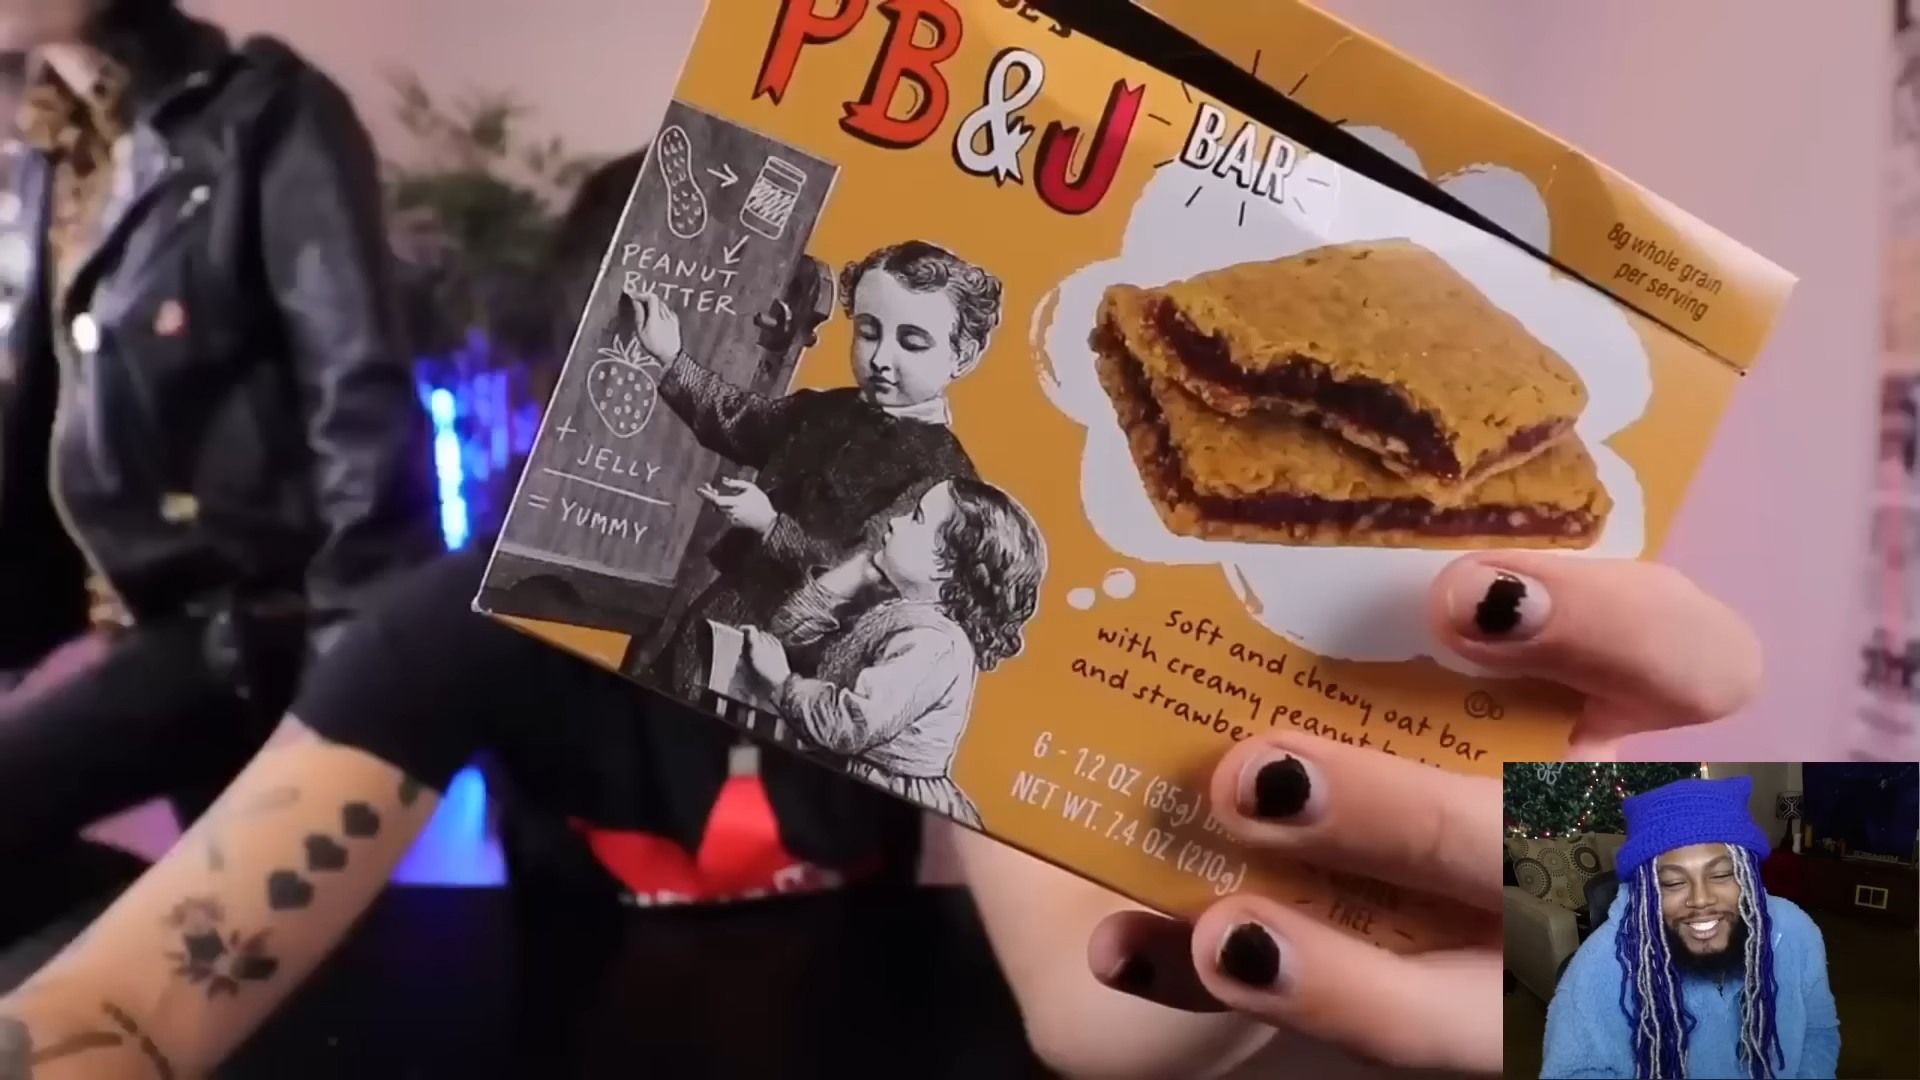 PB&J BAR
8g whole grain
per serving
PEANUT
BUTTER
+
JELLY
= YUMMY
soft and chewy oat bar
with creamy peanut
and
6 - 1.2 OZ (35g)
NET WT. 7.4 OZ (210g)
FREE